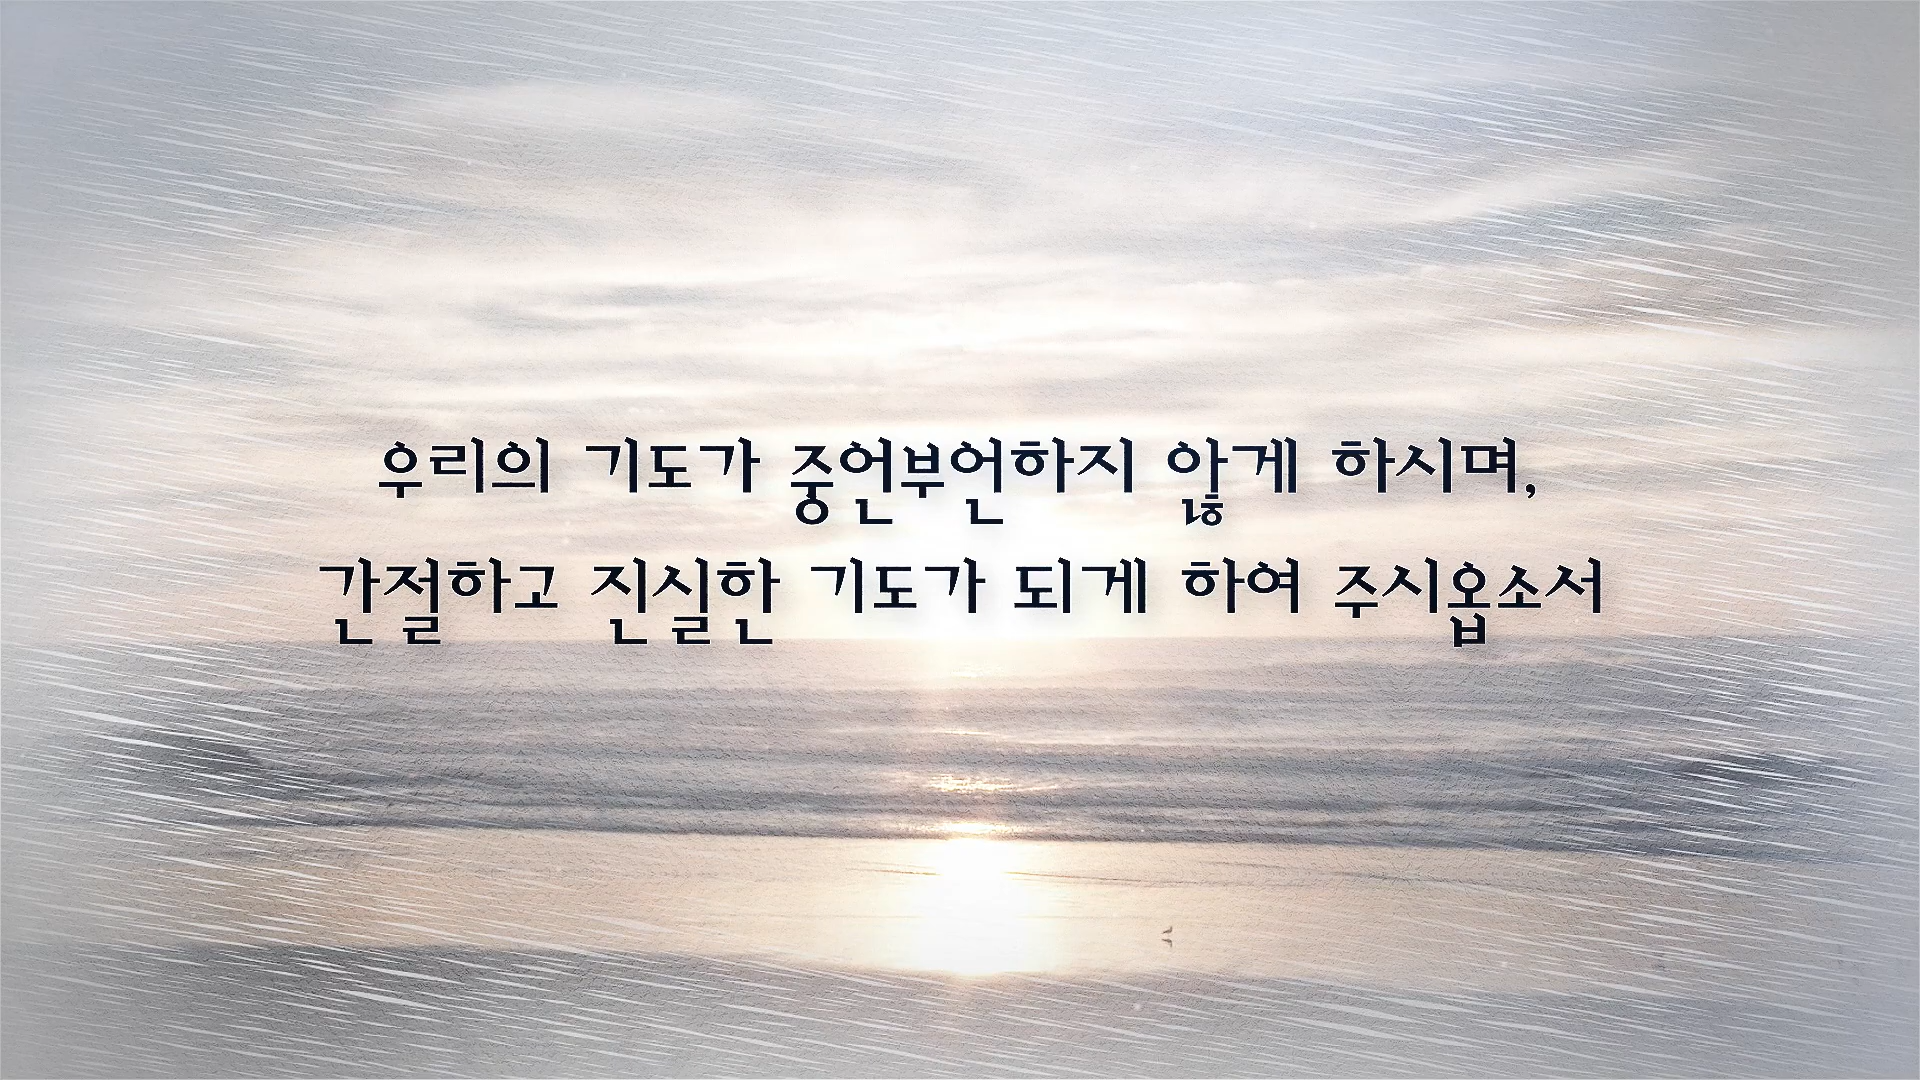 우리의 기도가 중언부언하지 않게 하시며,
간절하고 진실한 기도가 되게 하여 주시옵소서